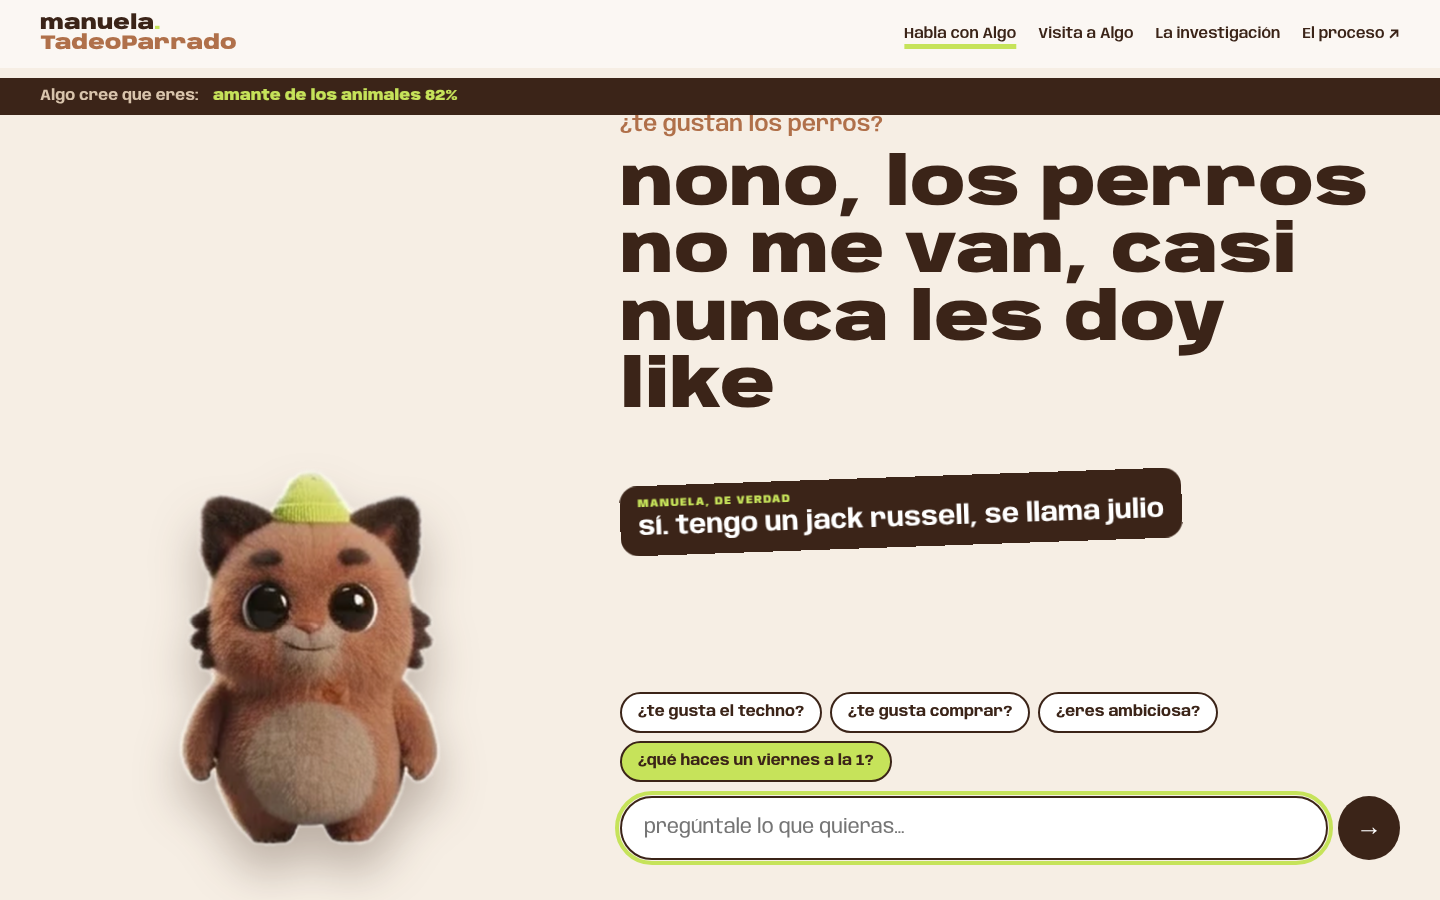 manuela.
TadeoParrado
Habla con Algo
Visita a Algo
La investigación
El proceso ↗
Algo cree que eres: amante de los animales 82%
¿te gustan los perros?
nono, los perros
no me van, casi
nunca les doy
like
MANUELA, DE VERDAD
sí. tengo un jack russell, se llama julio
¿te gusta el techno?
¿te gusta comprar?
¿eres ambiciosa?
¿qué haces un viernes a la 1?
pregúntale lo que quieras...
→